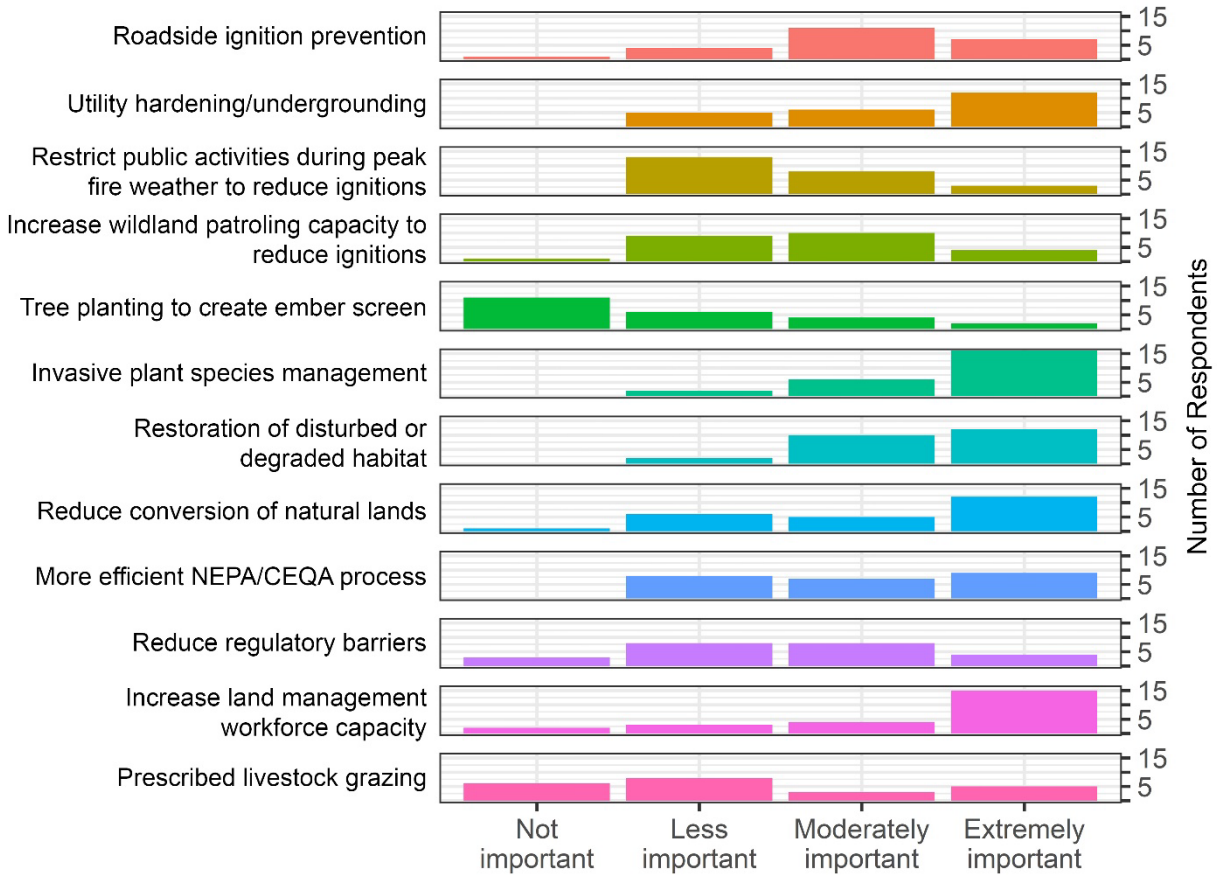 Roadside ignition prevention
15
5
Utility hardening/undergrounding
15
5
Restrict public activities during peak
fire weather to reduce ignitions
15
5
Increase wildland patroling capacity to
reduce ignitions
15
5
Tree planting to create ember screen
15
5
Invasive plant species management
15
5
Restoration of disturbed or
degraded habitat
15
5
Reduce conversion of natural lands
15
5
More efficient NEPA/CEQA process
15
5
Reduce regulatory barriers
15
5
Increase land management
workforce capacity
15
5
Prescribed livestock grazing
15
5
Number of Respondents
Not
important
Less
important
Moderately
important
Extremely
important